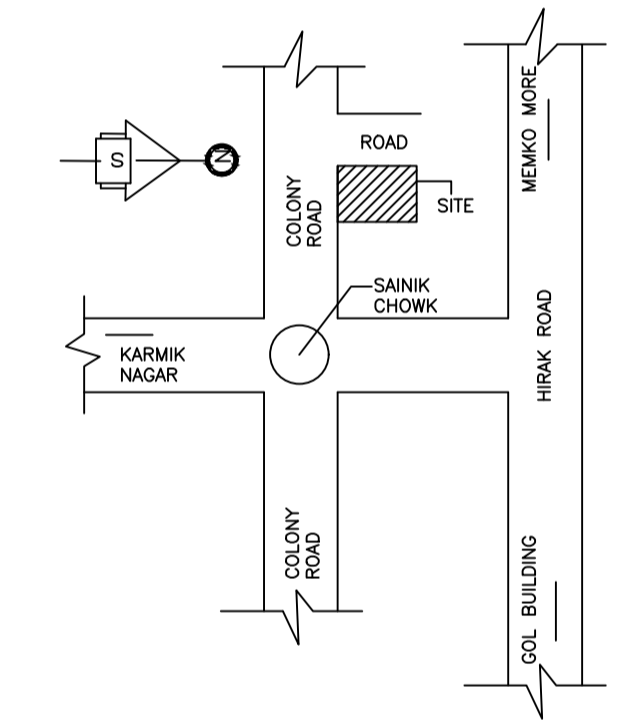 MEMKO MORE
ROAD
S
N
COLONY
ROAD
SITE
SAINIK
CHOWK
HIRAK ROAD
KARMIK
NAGAR
COLONY
ROAD
GOL BUILDING